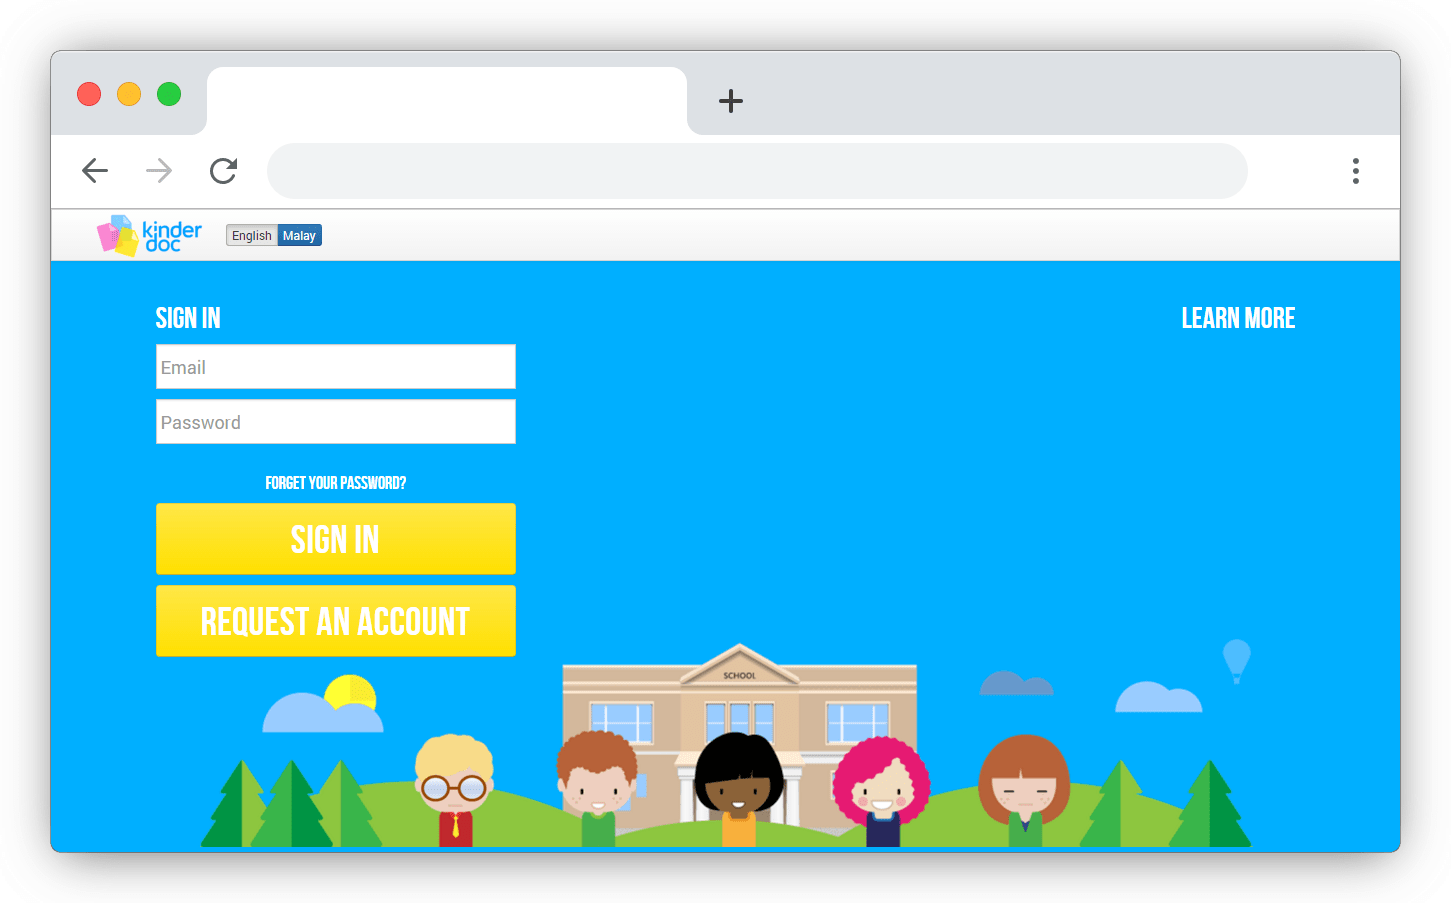 kinder
doc
English Malay
SIGN IN
LEARN MORE
Email
Password
FORGET YOUR PASSWORD?
SIGN IN
REQUEST AN ACCOUNT
SCHOOL